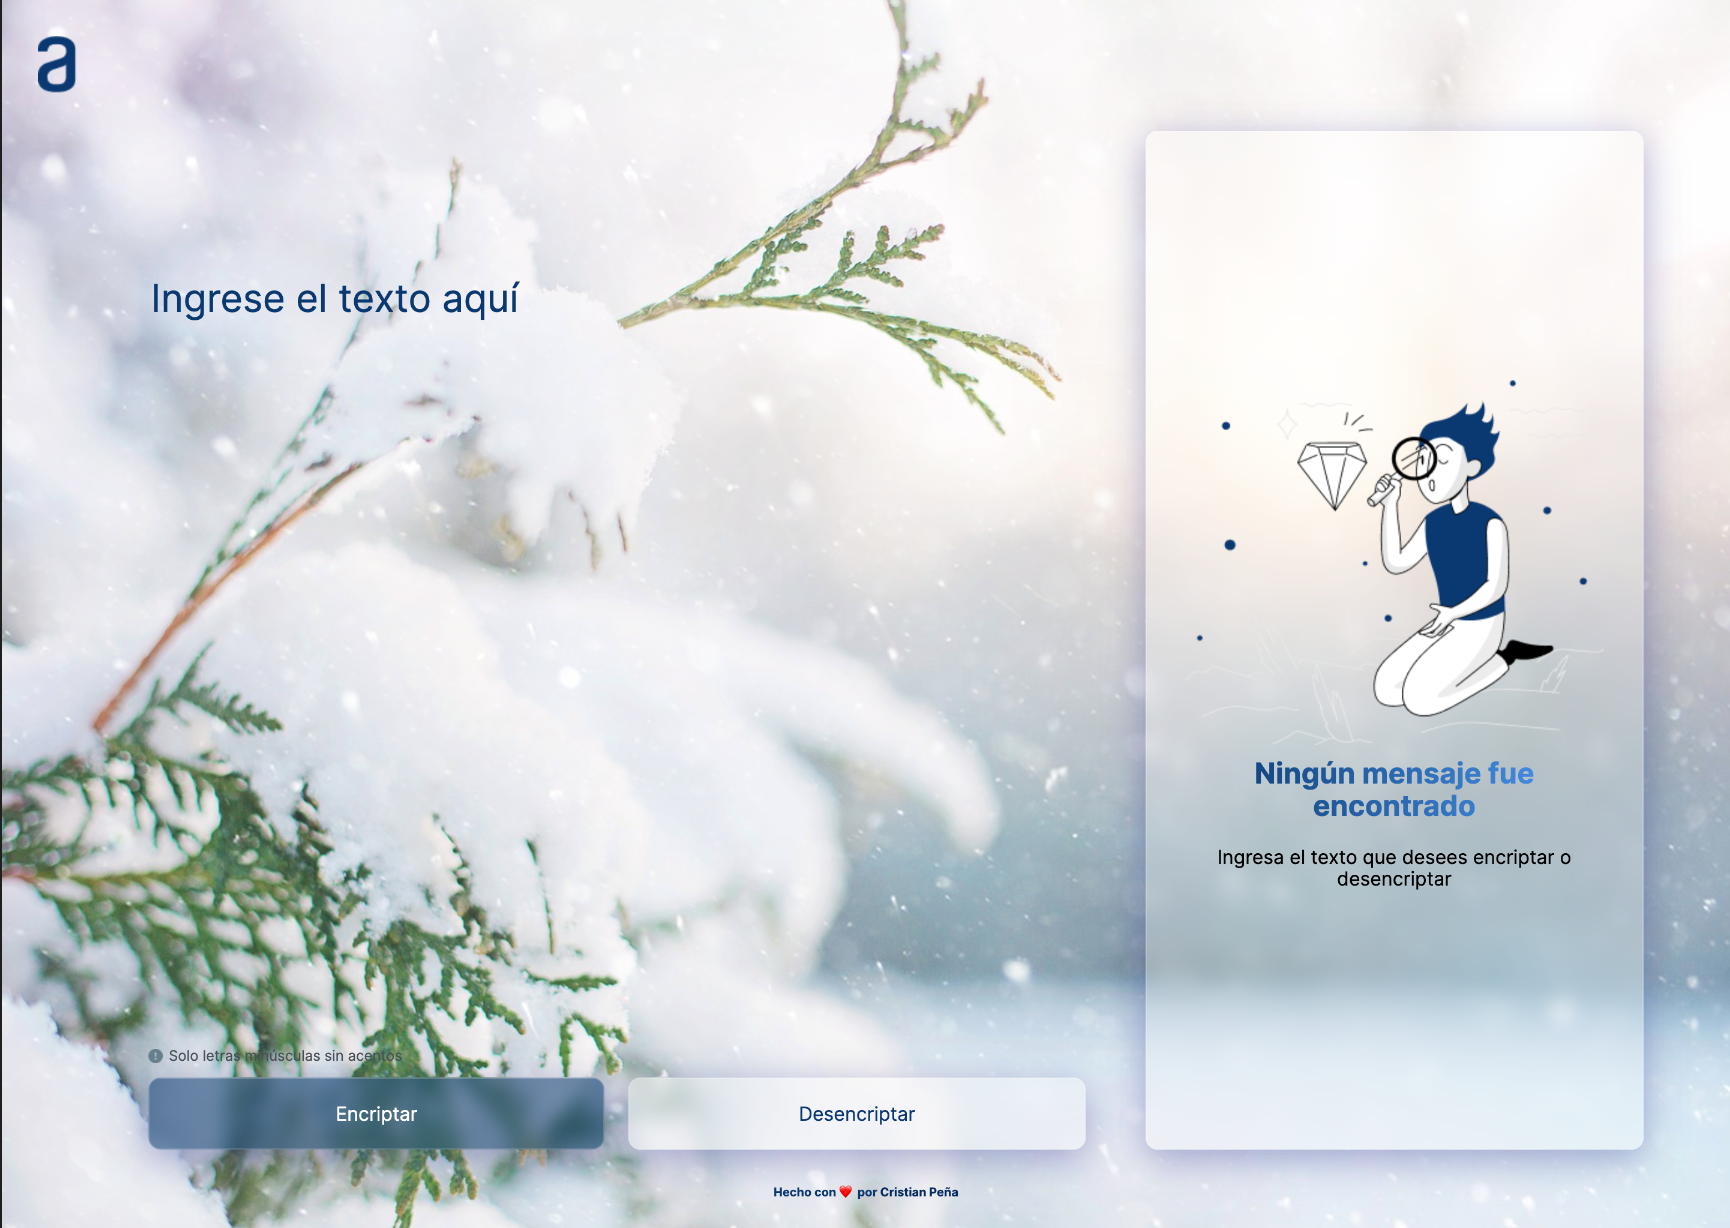 a
Ingrese el texto aquí
Ningún mensaje fue
encontrado
Ingresa el texto que desees encriptar o
desencriptar
Solo letras minúsculas sin acentos
Encriptar
Desencriptar
Hecho con ❤️ por Cristian Peña